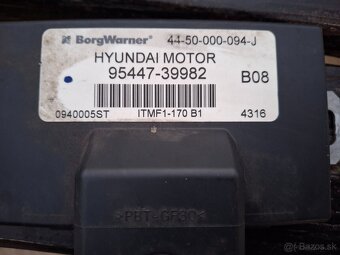 BorgWarner 44-50-000-094-J
HYUNDAI MOTOR
95447-39982 B08
0940005ST ITMF1-170 B1 4316
>PBT-GF30<
bazos.sk